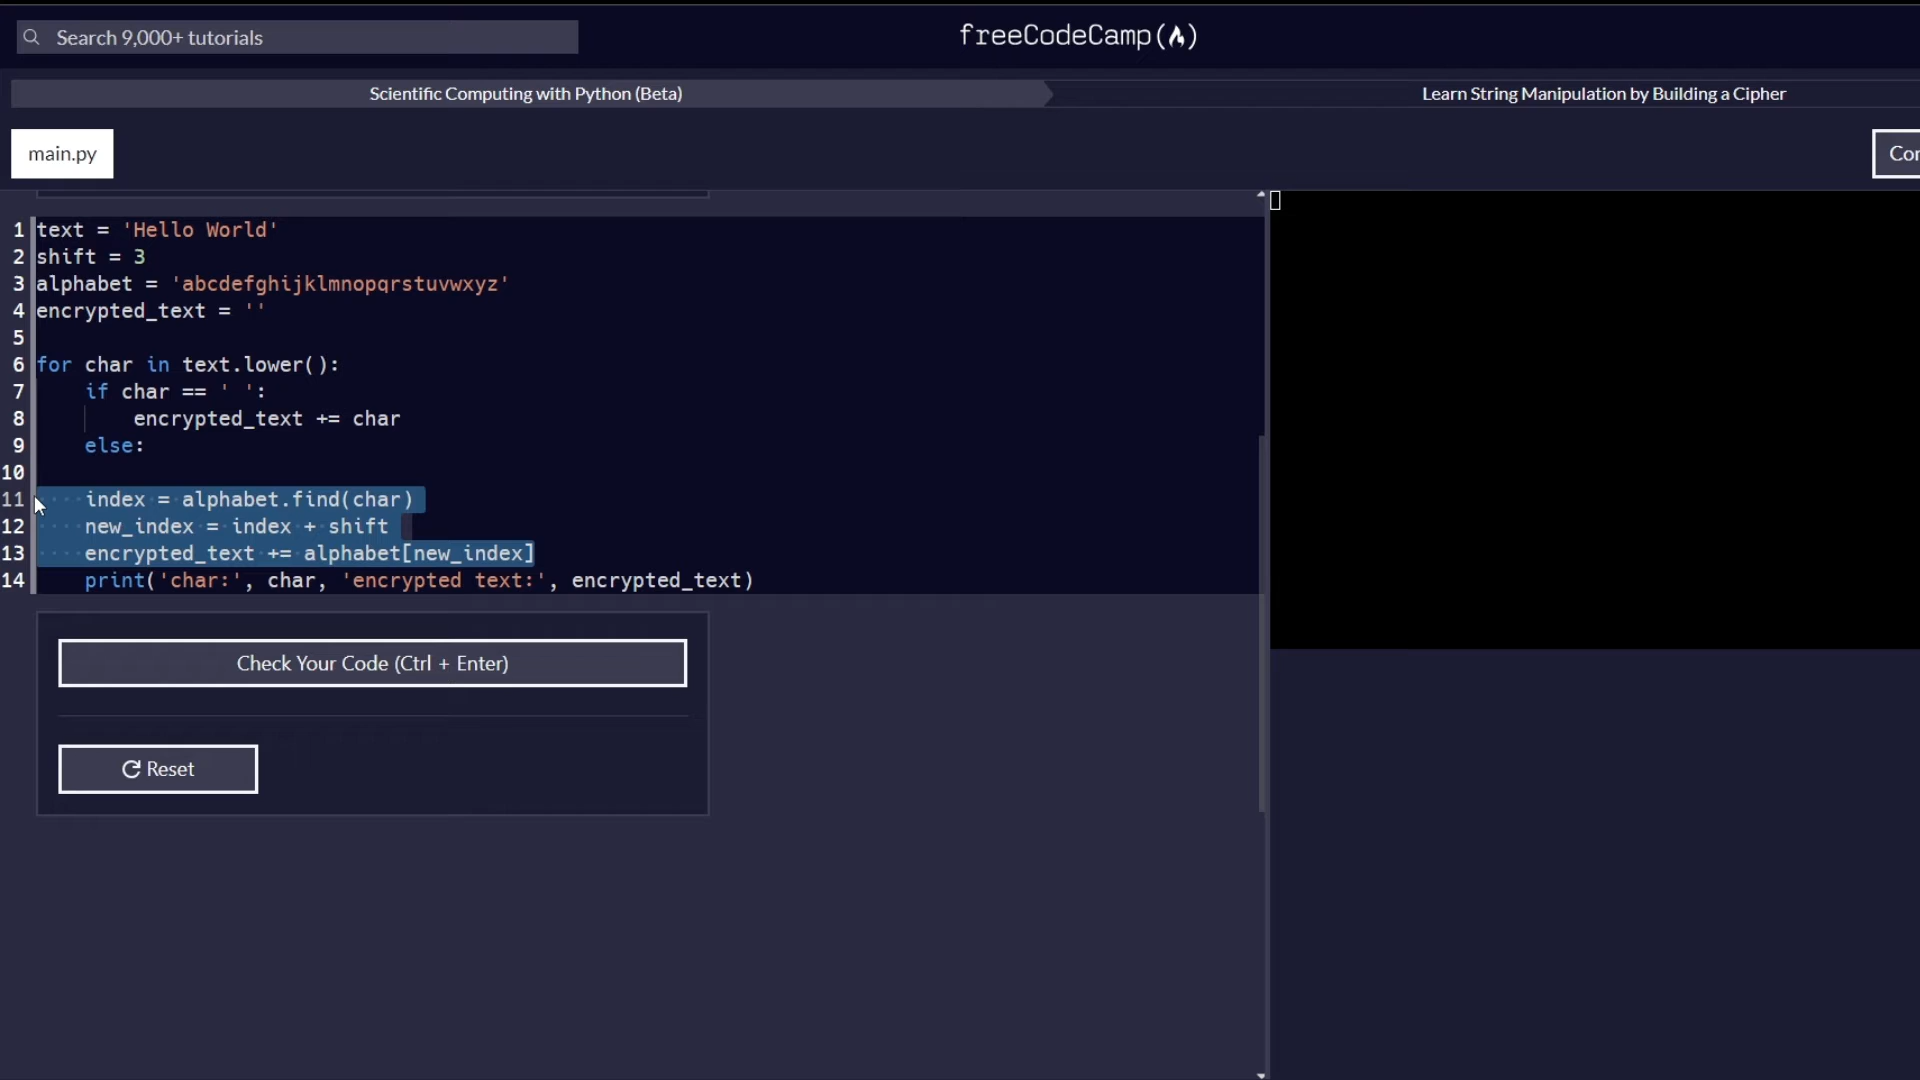 Search 9,000+ tutorials
freeCodeCamp(🔥)
Scientific Computing with Python (Beta)
Learn String Manipulation by Building a Cipher
main.py
1 text = 'Hello World'
2 shift = 3
3 alphabet = 'abcdefghijklmnopqrstuvwxyz'
4 encrypted_text = ''
5
6 for char in text.lower():
7     if char == ' ':
8         encrypted_text += char
9     else:
10
11     index = alphabet.find(char)
12     new_index = index + shift
13     encrypted_text += alphabet[new_index]
14     print('char:', char, 'encrypted text:', encrypted_text)
Check Your Code (Ctrl + Enter)
Reset